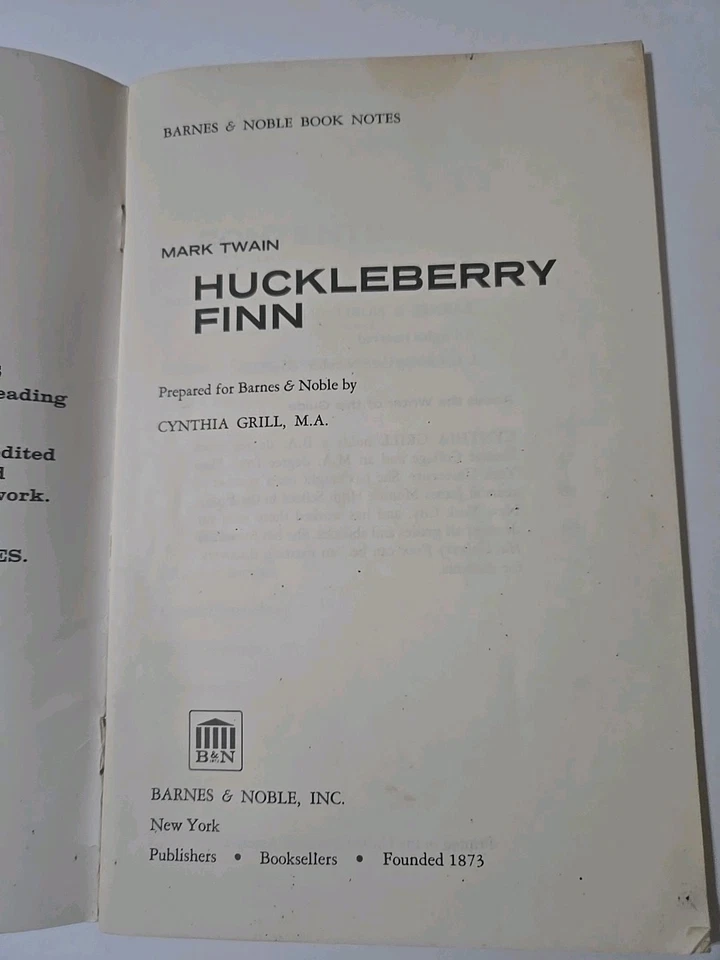 eading
dited
work.
ES.
BARNES & NOBLE BOOK NOTES
MARK TWAIN
HUCKLEBERRY
FINN
Prepared for Barnes & Noble by
CYNTHIA GRILL, M.A.
B&N
BARNES & NOBLE, INC.
New York
Publishers • Booksellers • Founded 1873